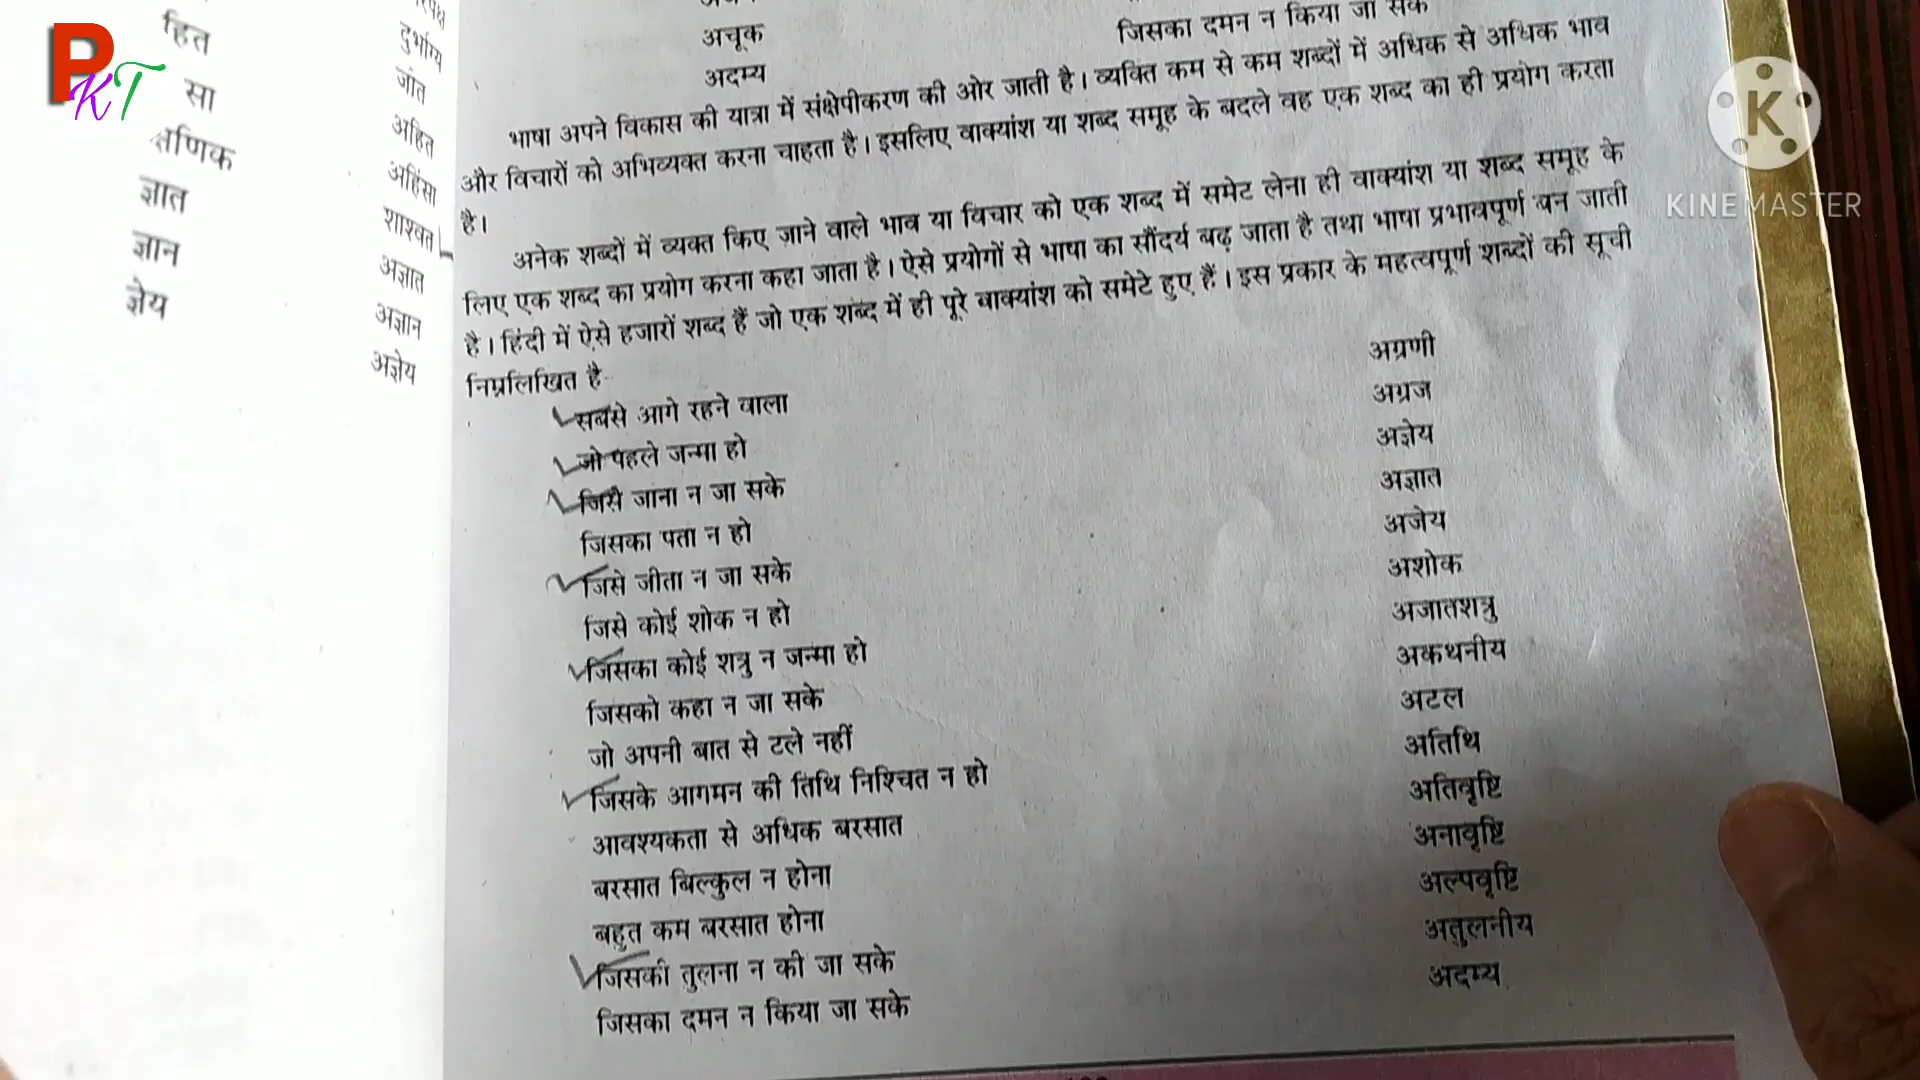 PKT
हित
सा
क्षणिक
ज्ञात
ज्ञान
ज्ञेय
दुर्भाग्य
जात
अहित
अहिंसा
शाश्वत
अज्ञात
अज्ञान
अज्ञेय
अचूक
अदम्य
जिसका दमन न किया जा सके
भाषा अपने विकास की यात्रा में संक्षेपीकरण की ओर जाती है। व्यक्ति कम से कम शब्दों में अधिक से अधिक भाव
और विचारों को अभिव्यक्त करना चाहता है। इसलिए वाक्यांश या शब्द समूह के बदले वह एक शब्द का ही प्रयोग करता
है।
अनेक शब्दों में व्यक्त किए जाने वाले भाव या विचार को एक शब्द में समेट लेना ही वाक्यांश या शब्द समूह के
लिए एक शब्द का प्रयोग करना कहा जाता है। ऐसे प्रयोगों से भाषा का सौंदर्य बढ़ जाता है तथा भाषा प्रभावपूर्ण बन जाती
है। हिंदी में ऐसे हजारों शब्द हैं जो एक शब्द में ही पूरे वाक्यांश को समेटे हुए हैं। इस प्रकार के महत्वपूर्ण शब्दों की सूची
निम्नलिखित है
सबसे आगे रहने वाला अग्रणी
जो पहले जन्मा हो अग्रज
जिसे जाना न जा सके अज्ञेय
जिसका पता न हो अज्ञात
जिसे जीता न जा सके अजेय
जिसे कोई शोक न हो अशोक
जिसका कोई शत्रु न जन्मा हो अजातशत्रु
जिसको कहा न जा सके अकथनीय
जो अपनी बात से टले नहीं अटल
जिसके आगमन की तिथि निश्चित न हो अतिथि
आवश्यकता से अधिक बरसात अतिवृष्टि
बरसात बिल्कुल न होना अनावृष्टि
बहुत कम बरसात होना अल्पवृष्टि
जिसकी तुलना न की जा सके अतुलनीय
जिसका दमन न किया जा सके अदम्य
K
KINEMASTER